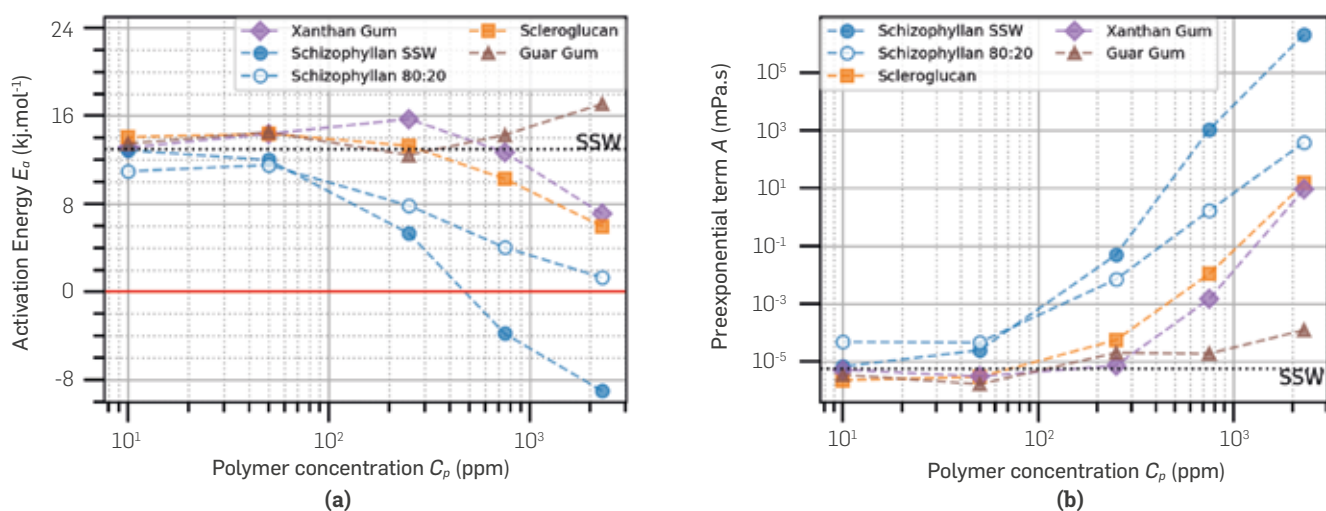 Activation Energy Eₐ (kj.mol⁻¹)
24
16
8
0
-8
Xanthan Gum
Schizophyllan SSW
Schizophyllan 80:20
Scleroglucan
Guar Gum
SSW
10¹
10²
10³
Polymer concentration Cₚ (ppm)
(a)
Preexponential term A (mPa.s)
10⁵
10³
10¹
10⁻¹
10⁻³
10⁻⁵
Schizophyllan SSW
Schizophyllan 80:20
Scleroglucan
Xanthan Gum
Guar Gum
SSW
10¹
10²
10³
Polymer concentration Cₚ (ppm)
(b)